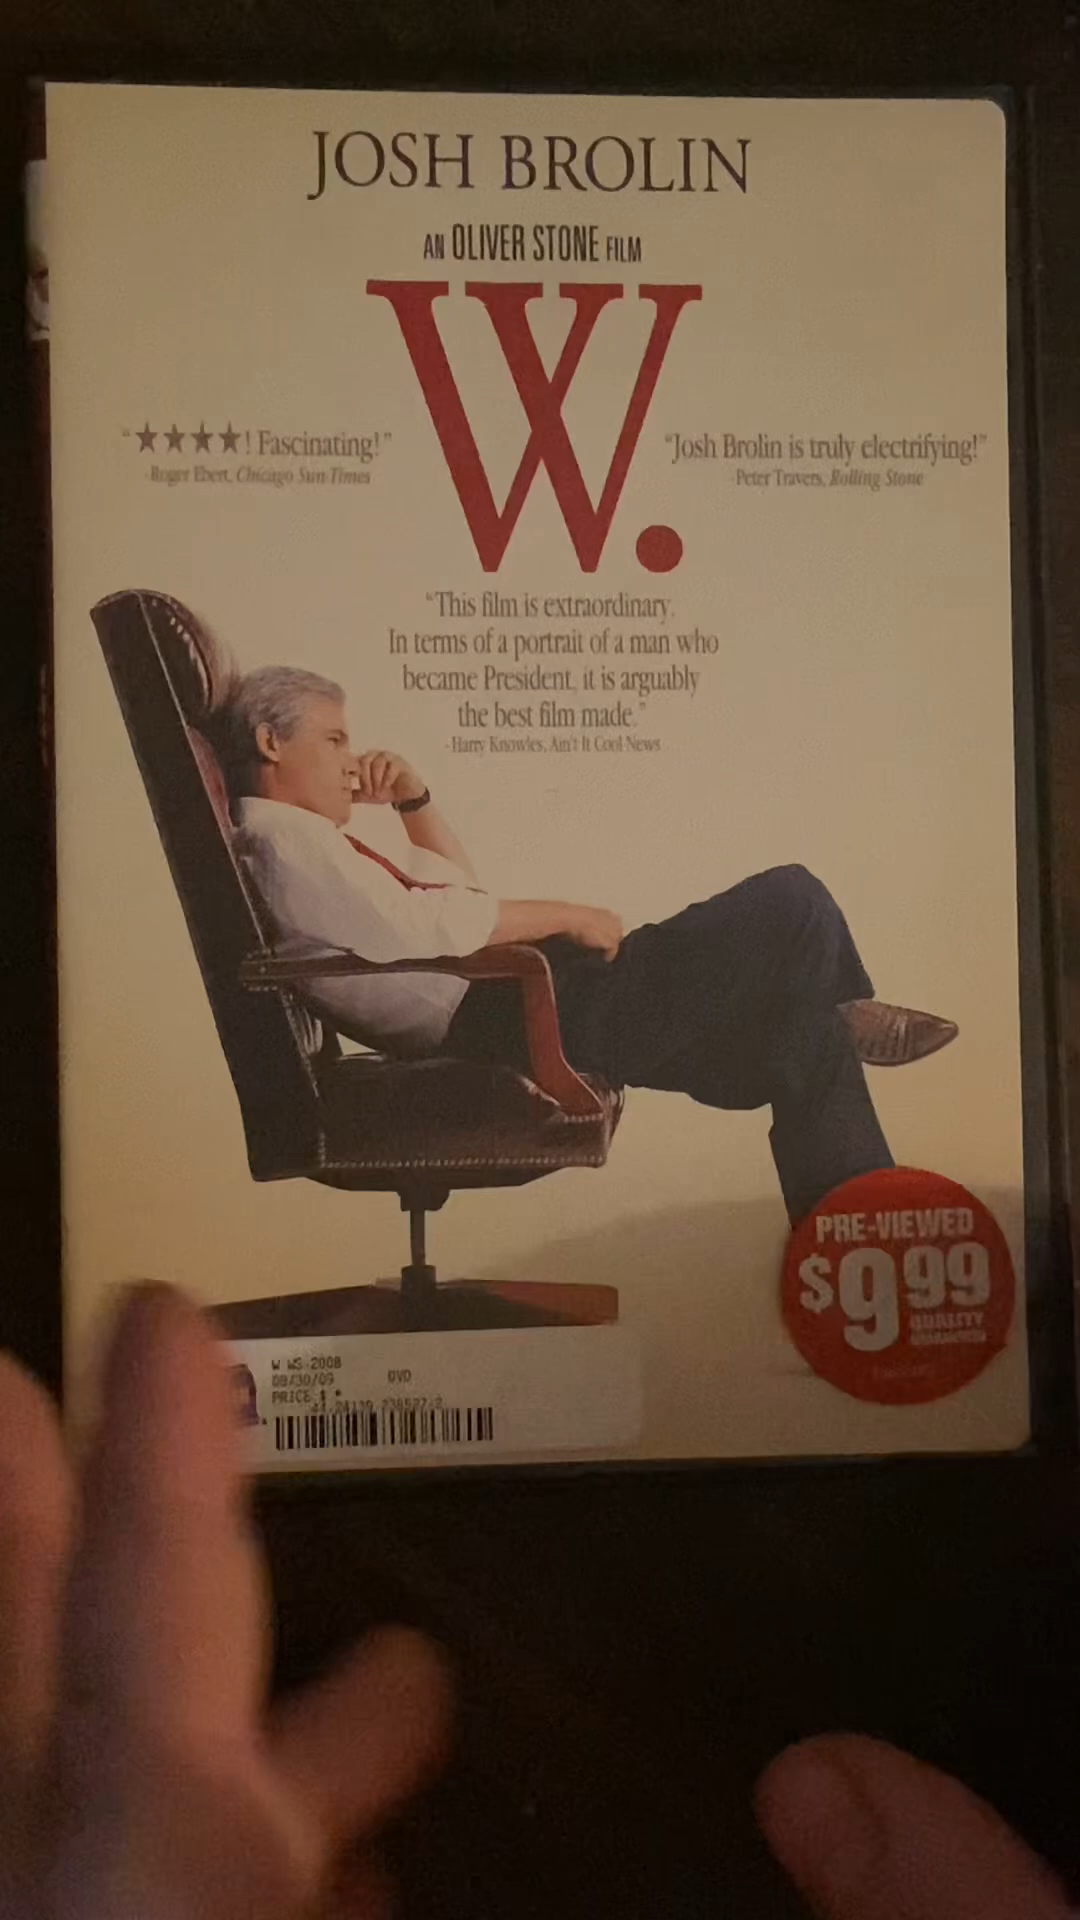 JOSH BROLIN
AN OLIVER STONE FILM
W.
"★★★★! Fascinating!"
-Roger Ebert, Chicago Sun-Times
"Josh Brolin is truly electrifying!"
-Peter Travers, Rolling Stone
"This film is extraordinary.
In terms of a portrait of a man who
became President, it is arguably
the best film made."
-Harry Knowles, Ain't It Cool News
PRE-VIEWED
$9.99
QUALITY
GUARANTEED
W WS-2008
08/30/09 DVD
PRICE $ *